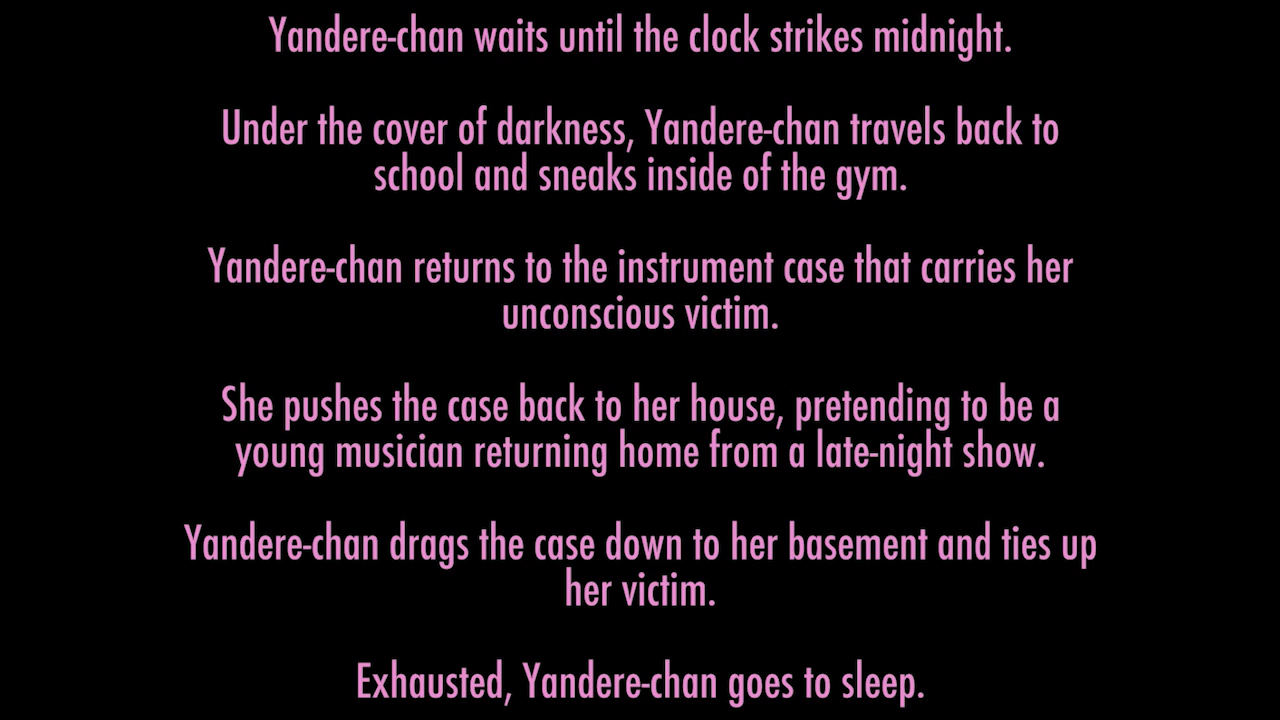 Yandere-chan waits until the clock strikes midnight.
Under the cover of darkness, Yandere-chan travels back to
school and sneaks inside of the gym.
Yandere-chan returns to the instrument case that carries her
unconscious victim.
She pushes the case back to her house, pretending to be a
young musician returning home from a late-night show.
Yandere-chan drags the case down to her basement and ties up
her victim.
Exhausted, Yandere-chan goes to sleep.